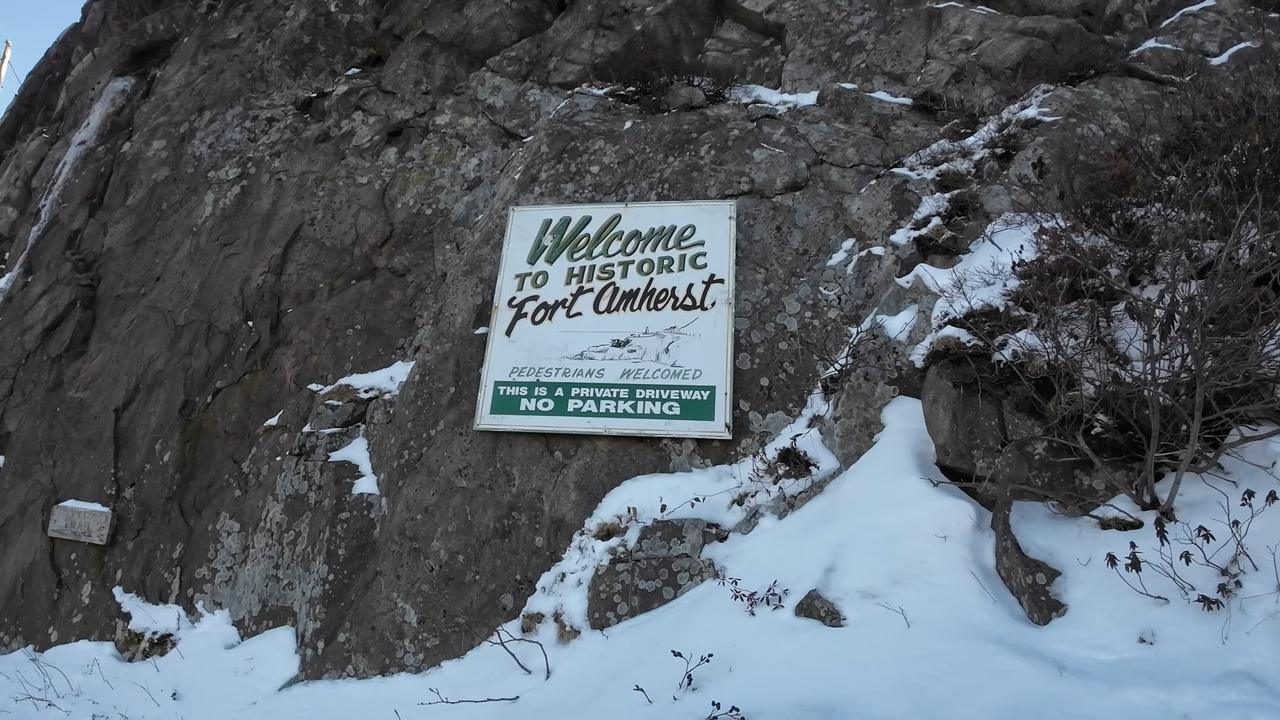 Welcome
TO HISTORIC
Fort Amherst
PEDESTRIANS WELCOMED
THIS IS A PRIVATE DRIVEWAY
NO PARKING